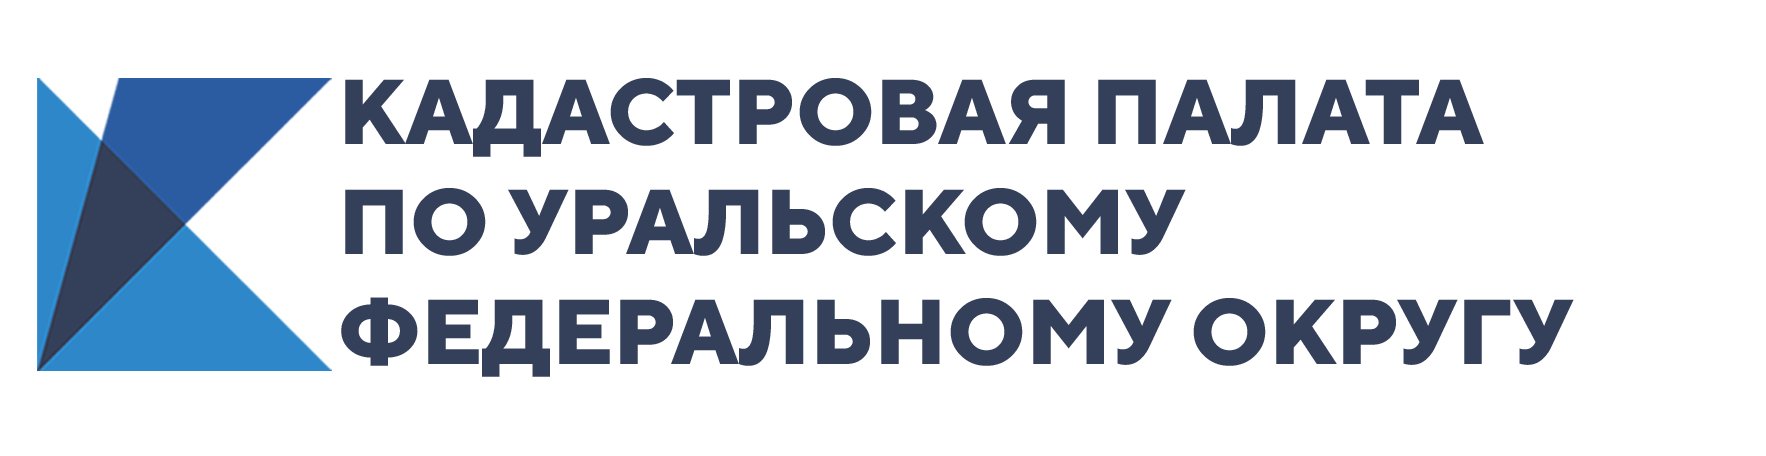 КАДАСТРОВАЯ ПАЛАТА
ПО УРАЛЬСКОМУ
ФЕДЕРАЛЬНОМУ ОКРУГУ